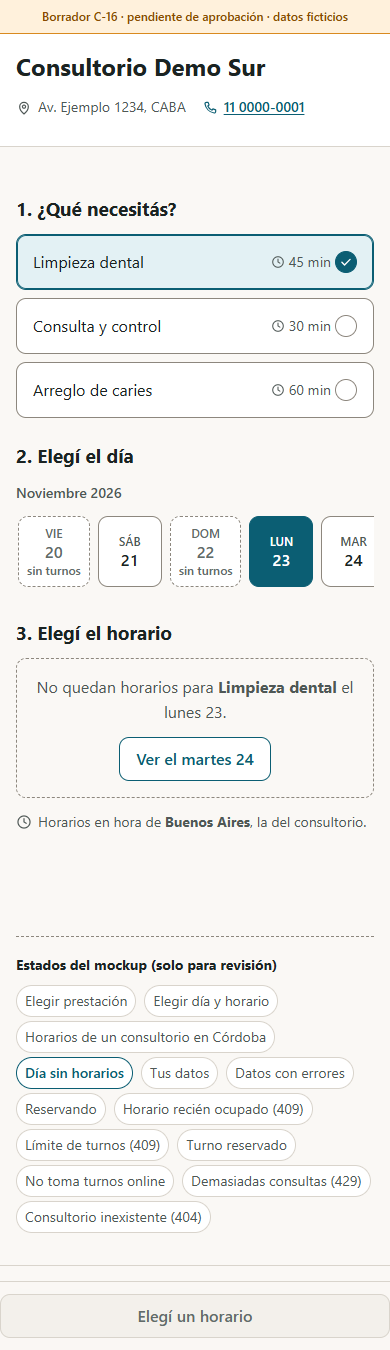 Borrador C-16 · pendiente de aprobación · datos ficticios
Consultorio Demo Sur
Av. Ejemplo 1234, CABA 11 0000-0001
1. ¿Qué necesitás?
Limpieza dental 45 min
Consulta y control 30 min
Arreglo de caries 60 min
2. Elegí el día
Noviembre 2026
VIE SÁB DOM LUN MAR
20 21 22 23 24
sin turnos sin turnos
3. Elegí el horario
No quedan horarios para Limpieza dental el
lunes 23.
Ver el martes 24
Horarios en hora de Buenos Aires, la del consultorio.
Estados del mockup (solo para revisión)
Elegir prestación Elegir día y horario
Horarios de un consultorio en Córdoba
Día sin horarios Tus datos Datos con errores
Reservando Horario recién ocupado (409)
Límite de turnos (409) Turno reservado
No toma turnos online Demasiadas consultas (429)
Consultorio inexistente (404)
Elegí un horario